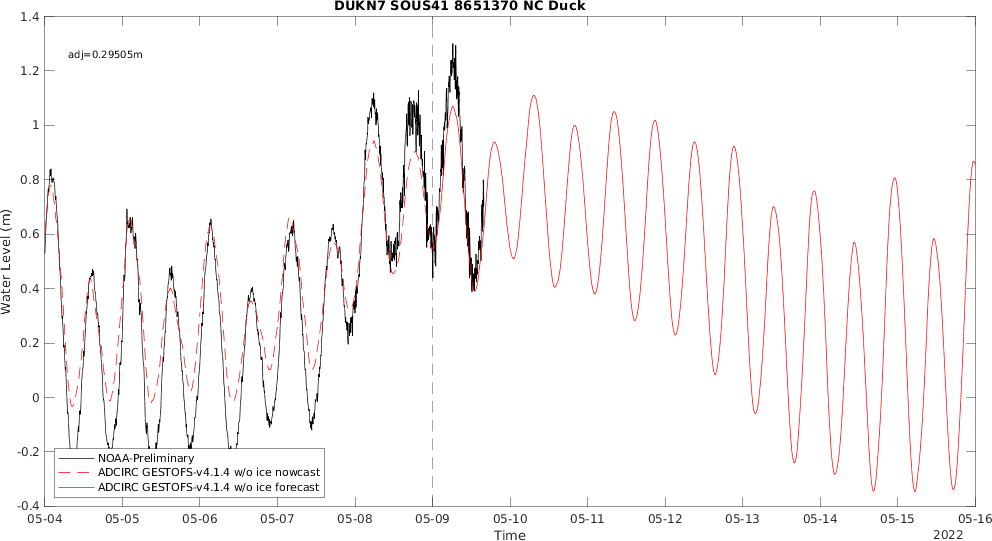 DUKN7 SOUS41 8651370 NC Duck
adj=0.29505m
1.4
1.2
1
0.8
0.6
0.4
0.2
0
-0.2
-0.4
Water Level (m)
NOAA-Preliminary
ADCIRC GESTOFS-v4.1.4 w/o ice nowcast
ADCIRC GESTOFS-v4.1.4 w/o ice forecast
05-04 05-05 05-06 05-07 05-08 05-09 05-10 05-11 05-12 05-13 05-14 05-15 05-16
Time
2022